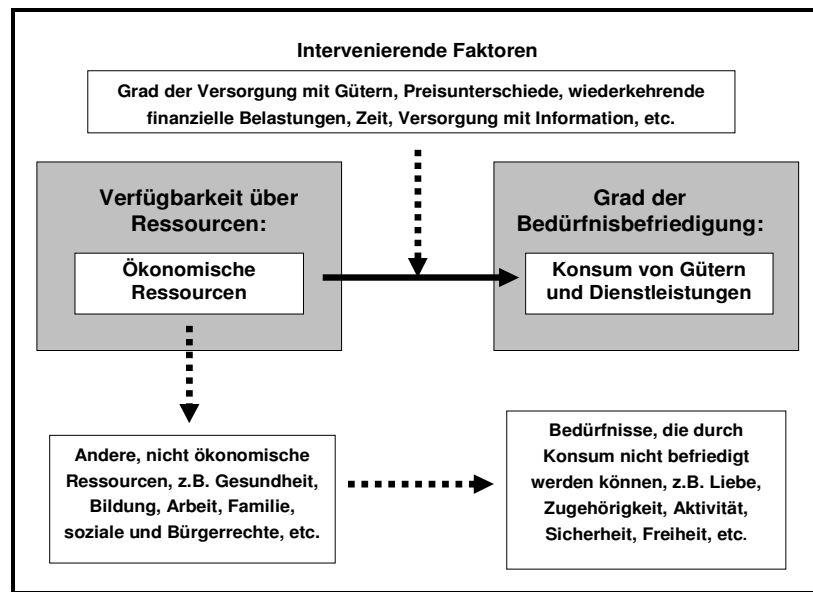 Intervenierende Faktoren
Grad der Versorgung mit Gütern, Preisunterschiede, wiederkehrende
finanzielle Belastungen, Zeit, Versorgung mit Information, etc.
Verfügbarkeit über
Ressourcen:
Ökonomische
Ressourcen
Grad der
Bedürfnisbefriedigung:
Konsum von Gütern
und Dienstleistungen
Andere, nicht ökonomische
Ressourcen, z.B. Gesundheit,
Bildung, Arbeit, Familie,
soziale und Bürgerrechte, etc.
Bedürfnisse, die durch
Konsum nicht befriedigt
werden können, z.B. Liebe,
Zugehörigkeit, Aktivität,
Sicherheit, Freiheit, etc.